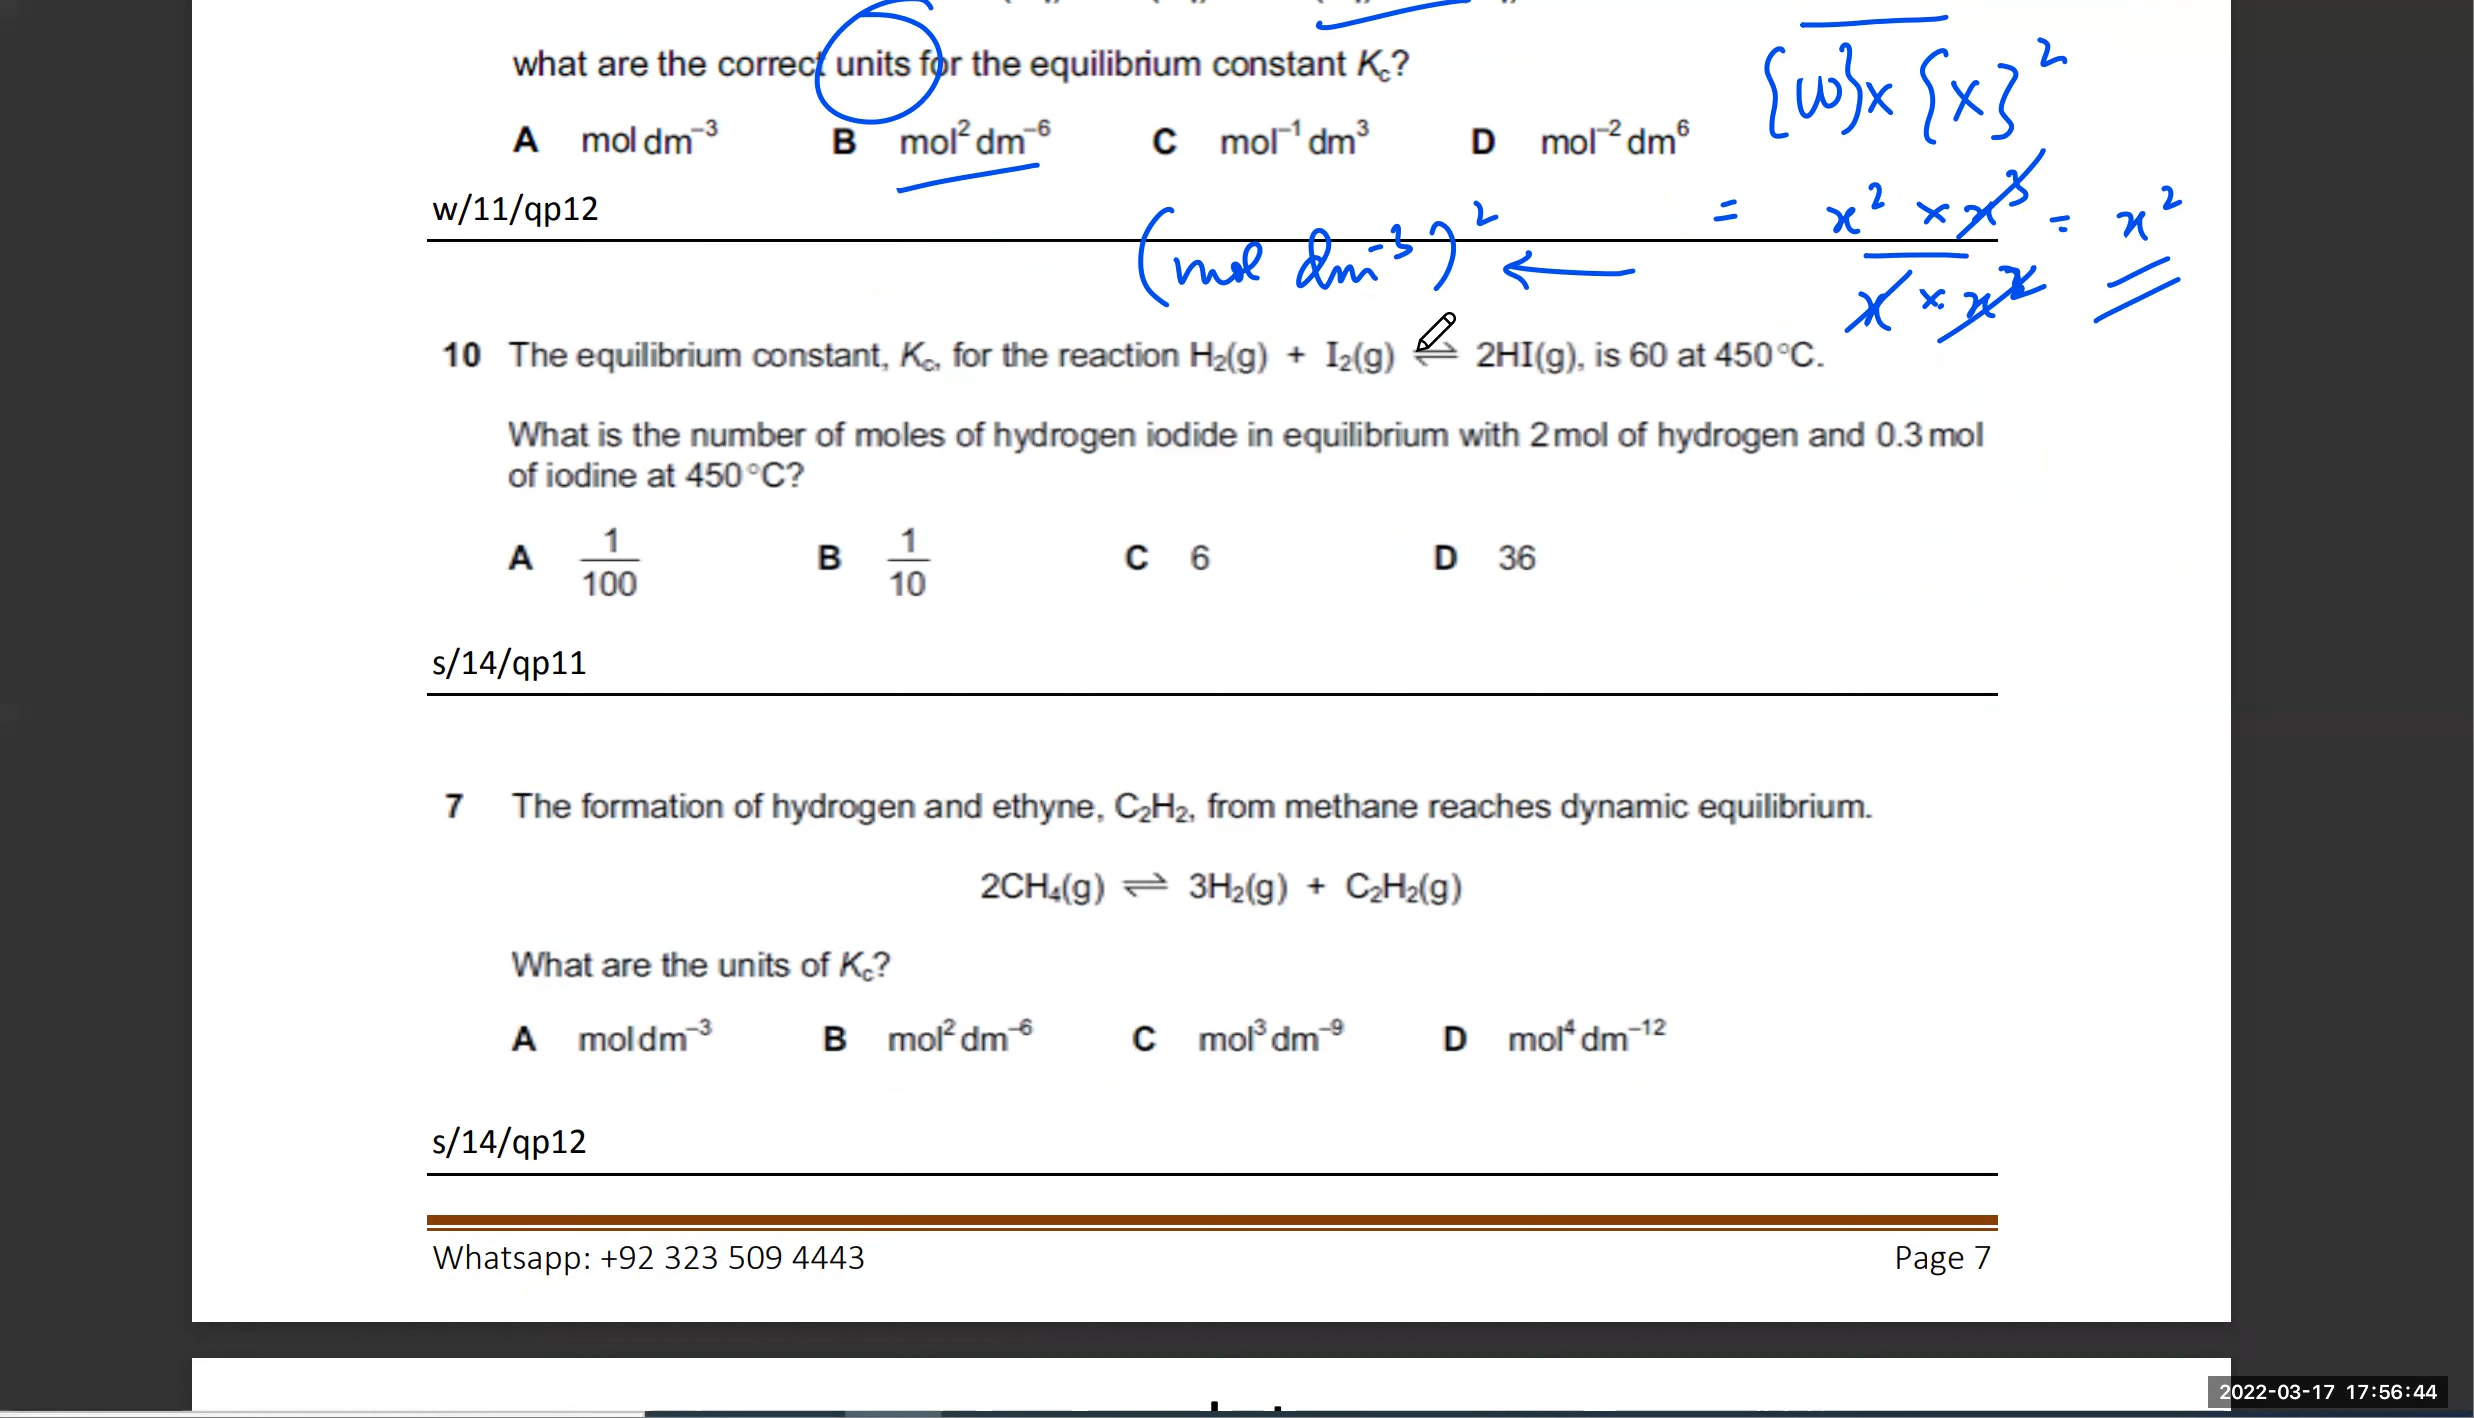 what are the correct units for the equilibrium constant Kc?
{W} x {X}²
A mol dm⁻³ B mol² dm⁻⁶ C mol⁻¹ dm³ D mol⁻² dm⁶
w/11/qp12
= x² × x³ = x²
(mol dm⁻³)² ←
x × x²
10 The equilibrium constant, Kc, for the reaction H₂(g) + I₂(g) ⇌ 2HI(g), is 60 at 450 °C.
What is the number of moles of hydrogen iodide in equilibrium with 2 mol of hydrogen and 0.3 mol
of iodine at 450 °C?
A 1/100 B 1/10 C 6 D 36
s/14/qp11
7 The formation of hydrogen and ethyne, C₂H₂, from methane reaches dynamic equilibrium.
2CH₄(g) ⇌ 3H₂(g) + C₂H₂(g)
What are the units of Kc?
A mol dm⁻³ B mol² dm⁻⁶ C mol³ dm⁻⁹ D mol⁴ dm⁻¹²
s/14/qp12
Whatsapp: +92 323 509 4443 Page 7
2022-03-17 17:56:44